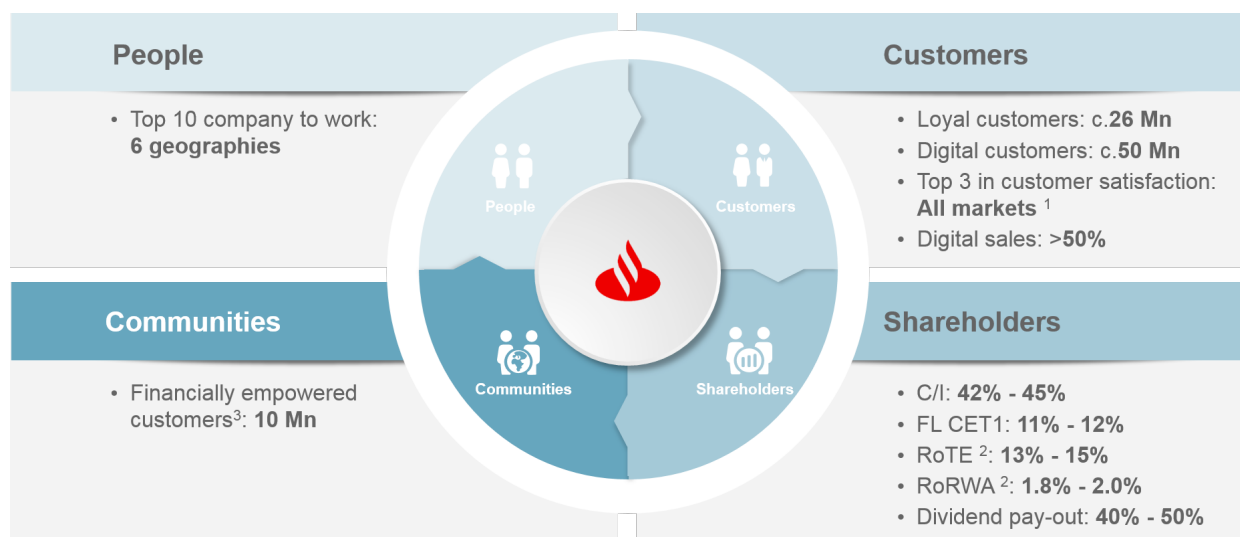 People
• Top 10 company to work:
6 geographies
Customers
• Loyal customers: c.26 Mn
• Digital customers: c.50 Mn
• Top 3 in customer satisfaction:
All markets ¹
• Digital sales: >50%
People
Customers
Communities
Shareholders
Communities
• Financially empowered
customers³: 10 Mn
Shareholders
• C/I: 42% - 45%
• FL CET1: 11% - 12%
• RoTE ²: 13% - 15%
• RoRWA ²: 1.8% - 2.0%
• Dividend pay-out: 40% - 50%